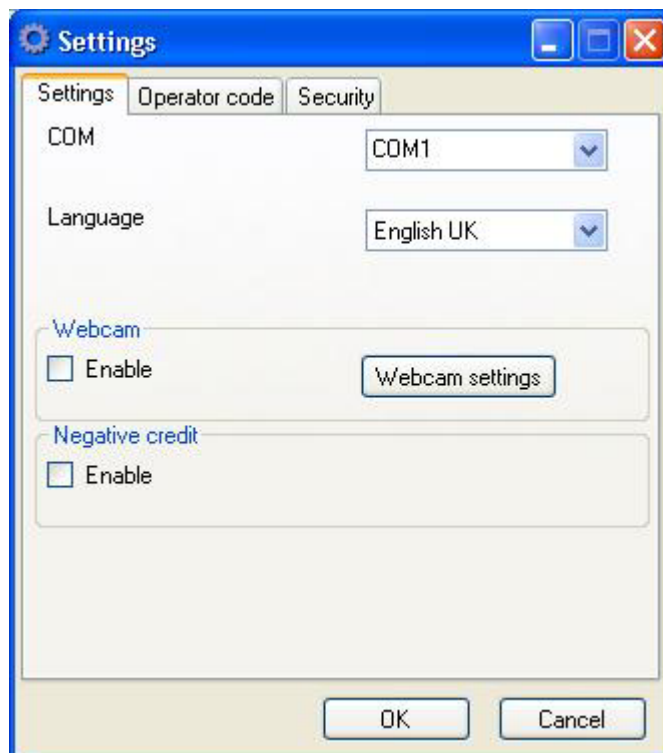 Settings
Settings Operator code Security
COM COM1
Language English UK
Webcam
Enable Webcam settings
Negative credit
Enable
OK Cancel